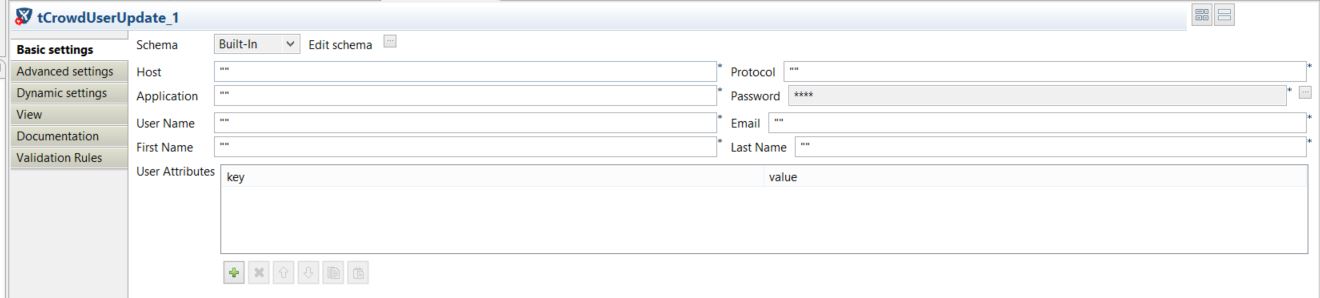 tCrowdUserUpdate_1
Basic settings
Advanced settings
Dynamic settings
View
Documentation
Validation Rules
Schema Built-In Edit schema ...
Host "" * Protocol "" *
Application "" * Password **** * ...
User Name "" * Email "" *
First Name "" * Last Name "" *
User Attributes key value